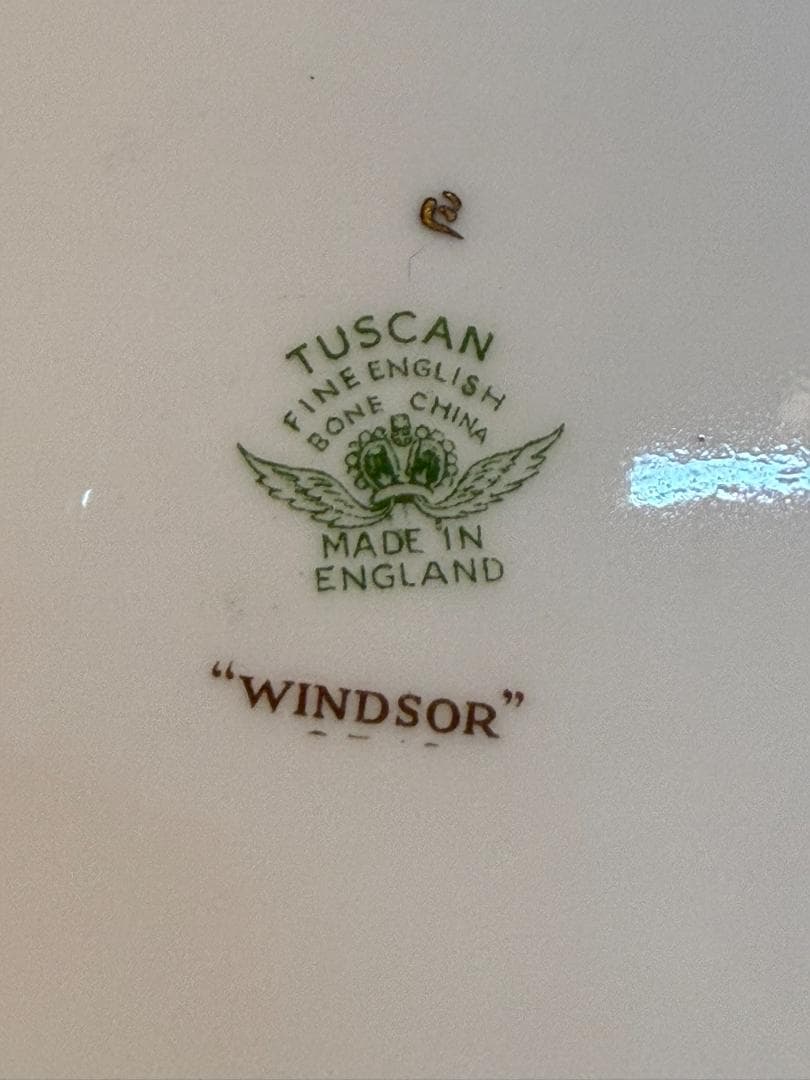 TUSCAN
FINE ENGLISH
BONE CHINA
MADE IN
ENGLAND
“WINDSOR”